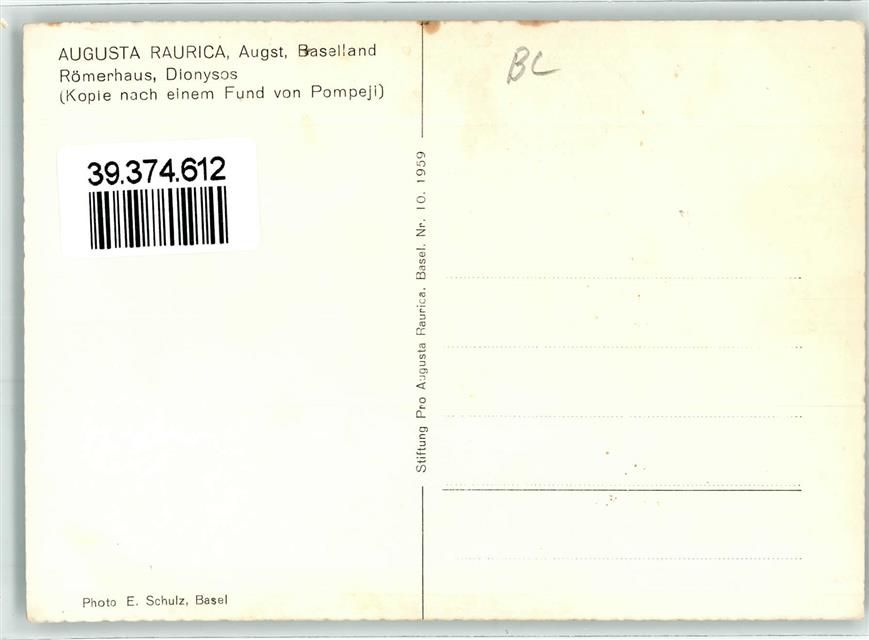 AUGUSTA RAURICA, Augst, Baselland
Römerhaus, Dionysos
(Kopie nach einem Fund von Pompeji)
39.374.612
Photo E. Schulz, Basel
Stiftung Pro Augusta Raurica, Basel. Nr. 10. 1959
BC